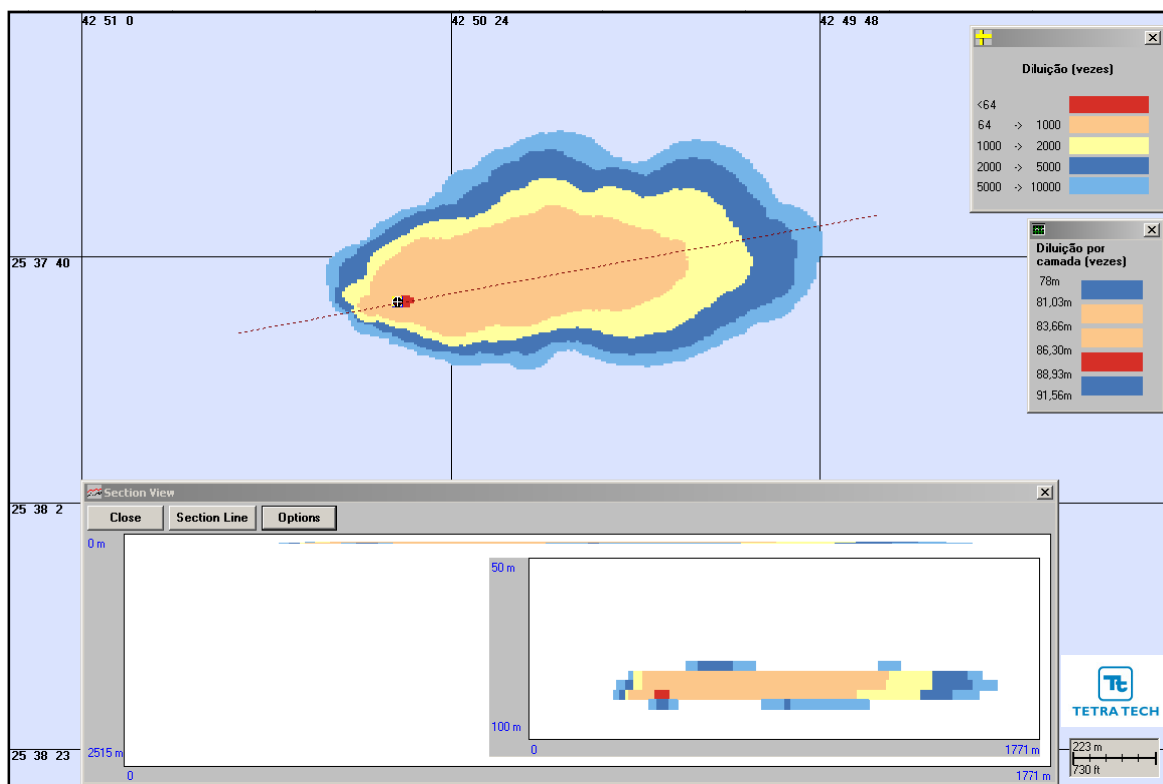 42 51 0
42 50 24
42 49 48
Diluição (vezes)
<64
64 -> 1000
1000 -> 2000
2000 -> 5000
5000 -> 10000
25 37 40
Diluição por
camada (vezes)
78m
81,03m
83,66m
86,30m
88,93m
91,56m
25 38 2
Section View
Close Section Line Options
0 m
50 m
100 m
0 1771 m
2515 m
0 1771 m
25 38 23
Tt
TETRA TECH
223 m
730 ft